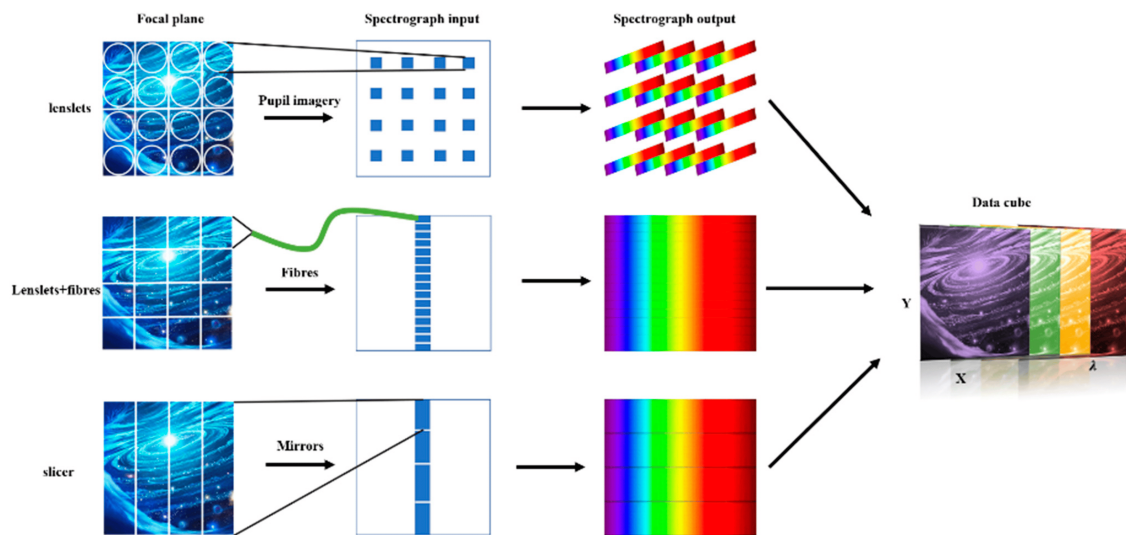 Focal plane
Spectrograph input
Spectrograph output
lenslets
Pupil imagery
Data cube
Lenslets+fibres
Fibres
Y
X
λ
slicer
Mirrors